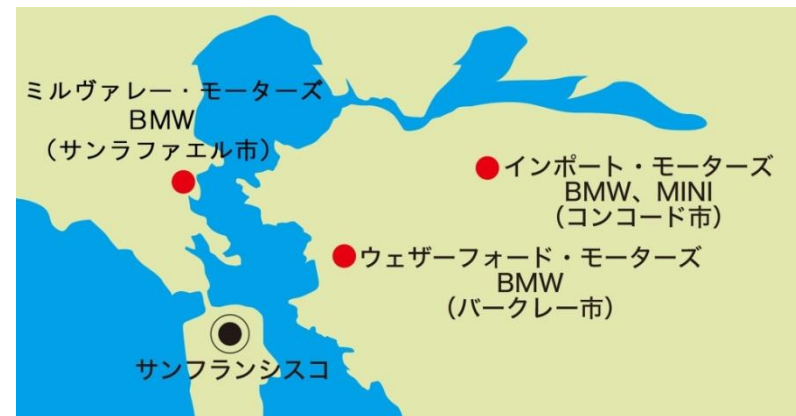 ミルヴァレー・モーターズ
BMW
（サンラファエル市）
インポート・モーターズ
BMW、MINI
（コンコード市）
ウェザーフォード・モーターズ
BMW
（バークレー市）
サンフランシスコ